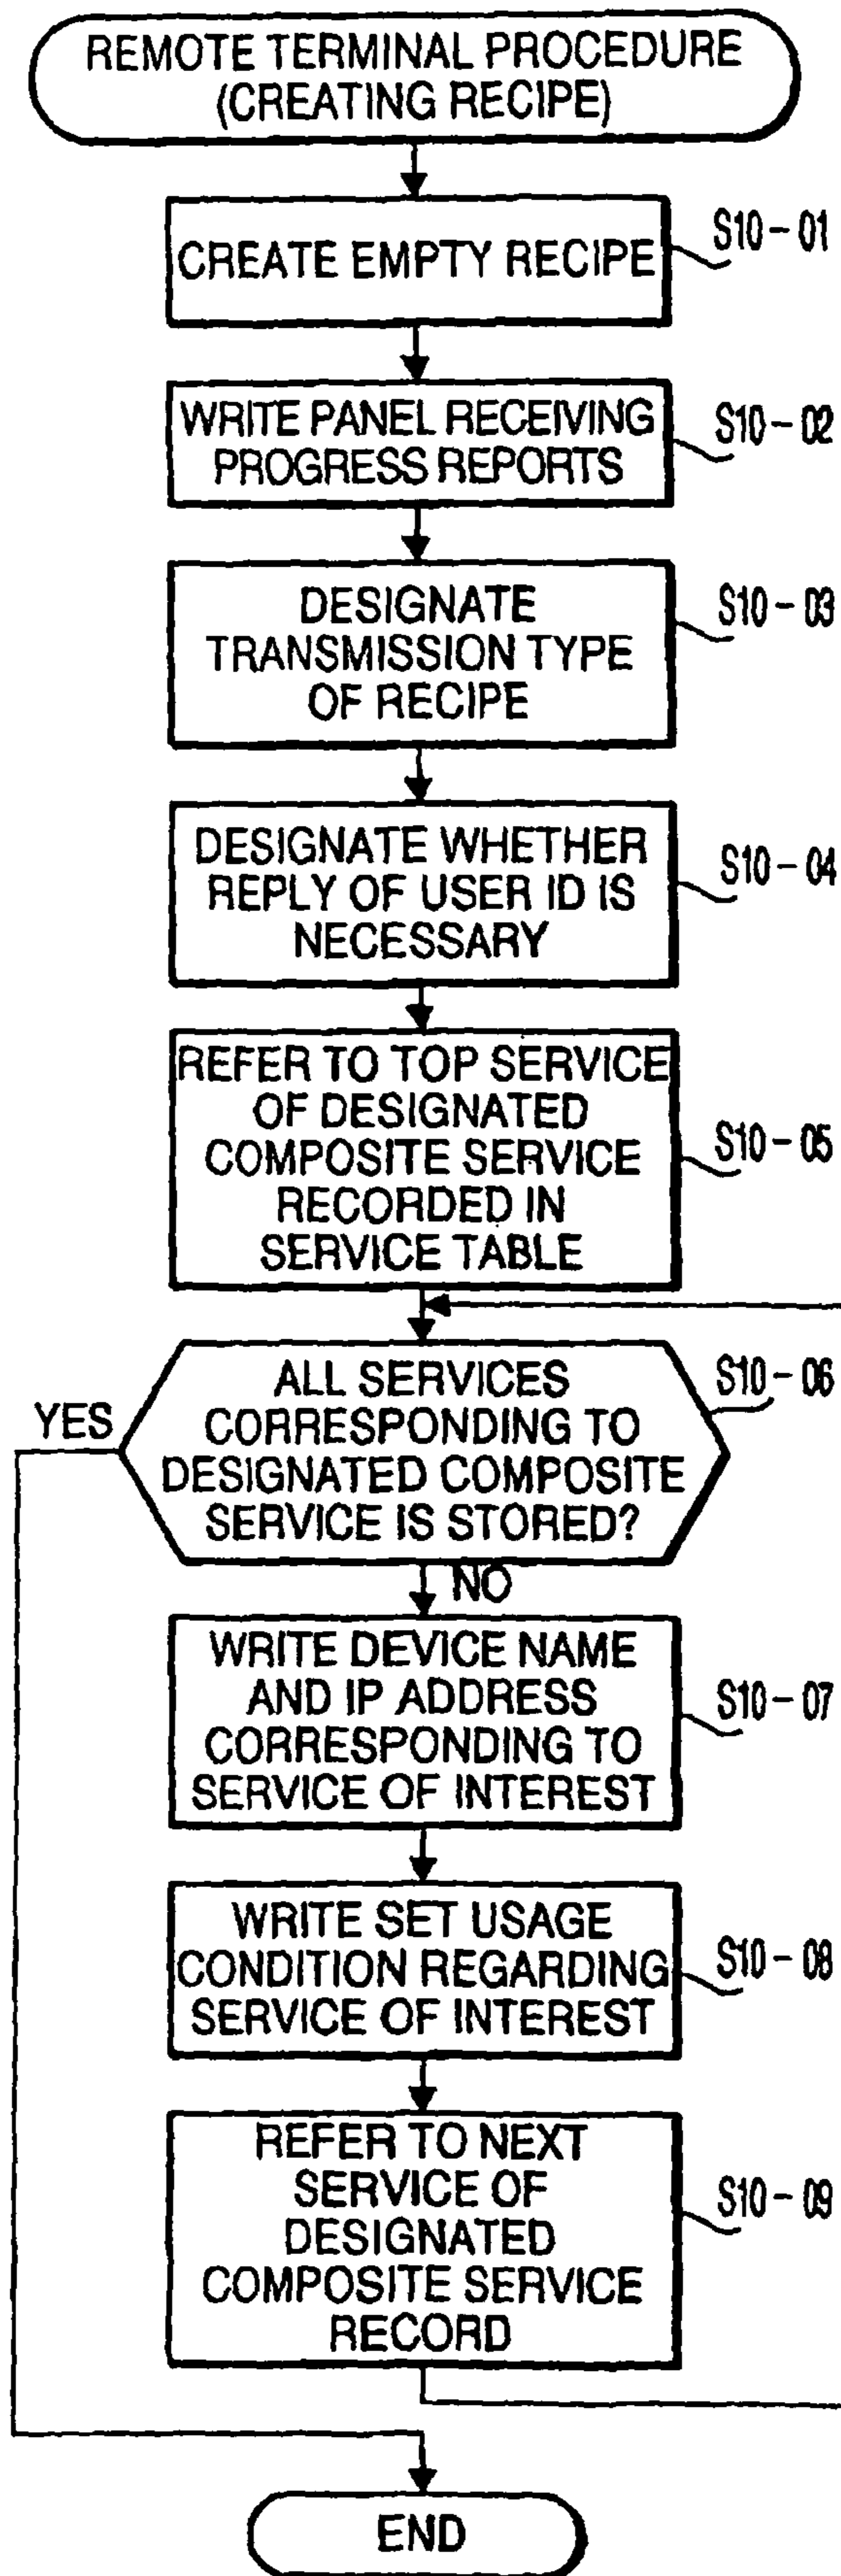 REMOTE TERMINAL PROCEDURE
(CREATING RECIPE)
CREATE EMPTY RECIPE
S10-01
WRITE PANEL RECEIVING
PROGRESS REPORTS
S10-02
DESIGNATE
TRANSMISSION TYPE
OF RECIPE
S10-03
DESIGNATE WHETHER
REPLY OF USER ID IS
NECESSARY
S10-04
REFER TO TOP SERVICE
OF DESIGNATED
COMPOSITE SERVICE
RECORDED IN
SERVICE TABLE
S10-05
ALL SERVICES
CORRESPONDING TO
DESIGNATED COMPOSITE
SERVICE IS STORED?
S10-06
YES
NO
WRITE DEVICE NAME
AND IP ADDRESS
CORRESPONDING TO
SERVICE OF INTEREST
S10-07
WRITE SET USAGE
CONDITION REGARDING
SERVICE OF INTEREST
S10-08
REFER TO NEXT
SERVICE OF
DESIGNATED
COMPOSITE SERVICE
RECORD
S10-09
END